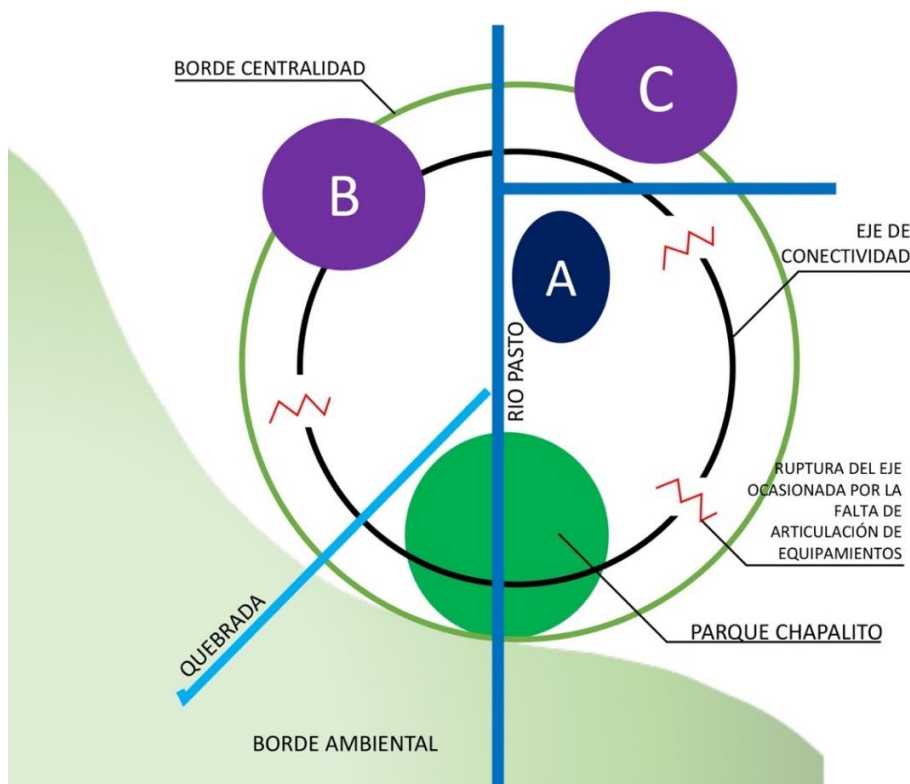 BORDE CENTRALIDAD
C
B
EJE DE
CONECTIVIDAD
A
RIO PASTO
RUPTURA DEL EJE
OCASIONADA POR LA
FALTA DE
ARTICULACIÓN DE
EQUIPAMIENTOS
QUEBRADA
PARQUE CHAPALITO
BORDE AMBIENTAL